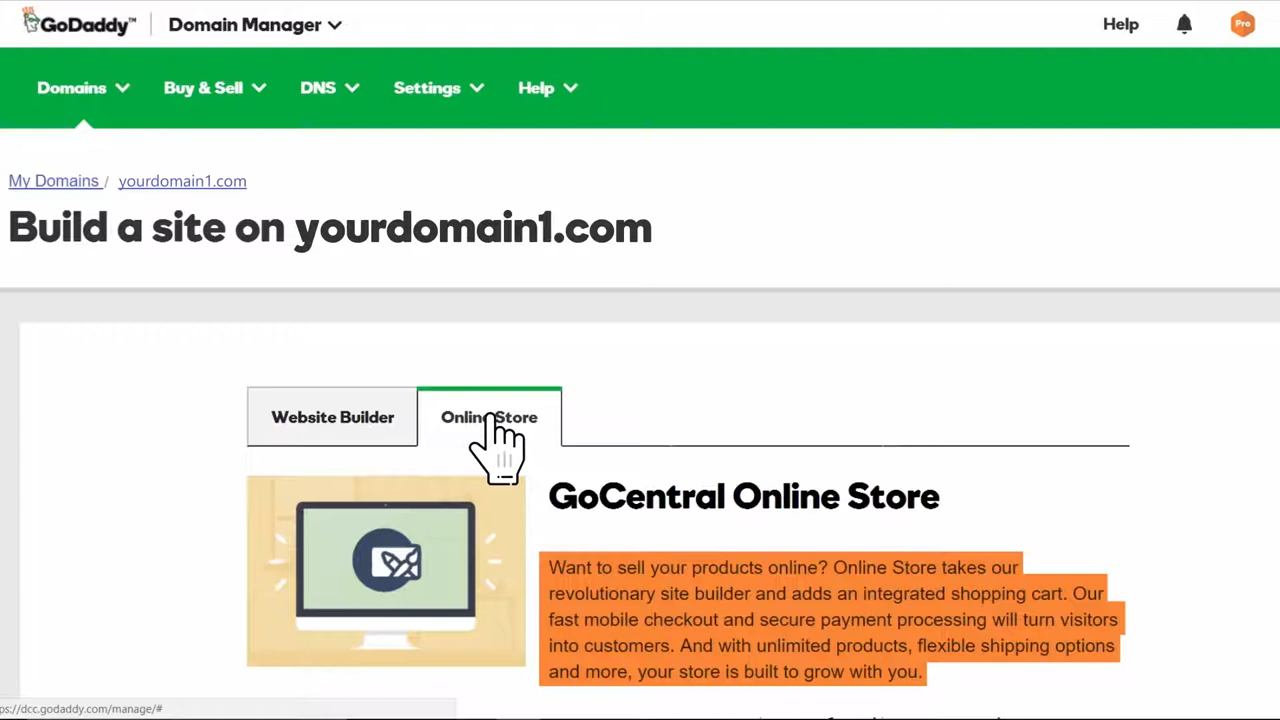 GoDaddy™ Domain Manager Help Pro
Domains Buy & Sell DNS Settings Help
My Domains / yourdomain1.com
Build a site on yourdomain1.com
Website Builder Online Store
GoCentral Online Store
Want to sell your products online? Online Store takes our
revolutionary site builder and adds an integrated shopping cart. Our
fast mobile checkout and secure payment processing will turn visitors
into customers. And with unlimited products, flexible shipping options
and more, your store is built to grow with you.
ps://dcc.godaddy.com/manage/#